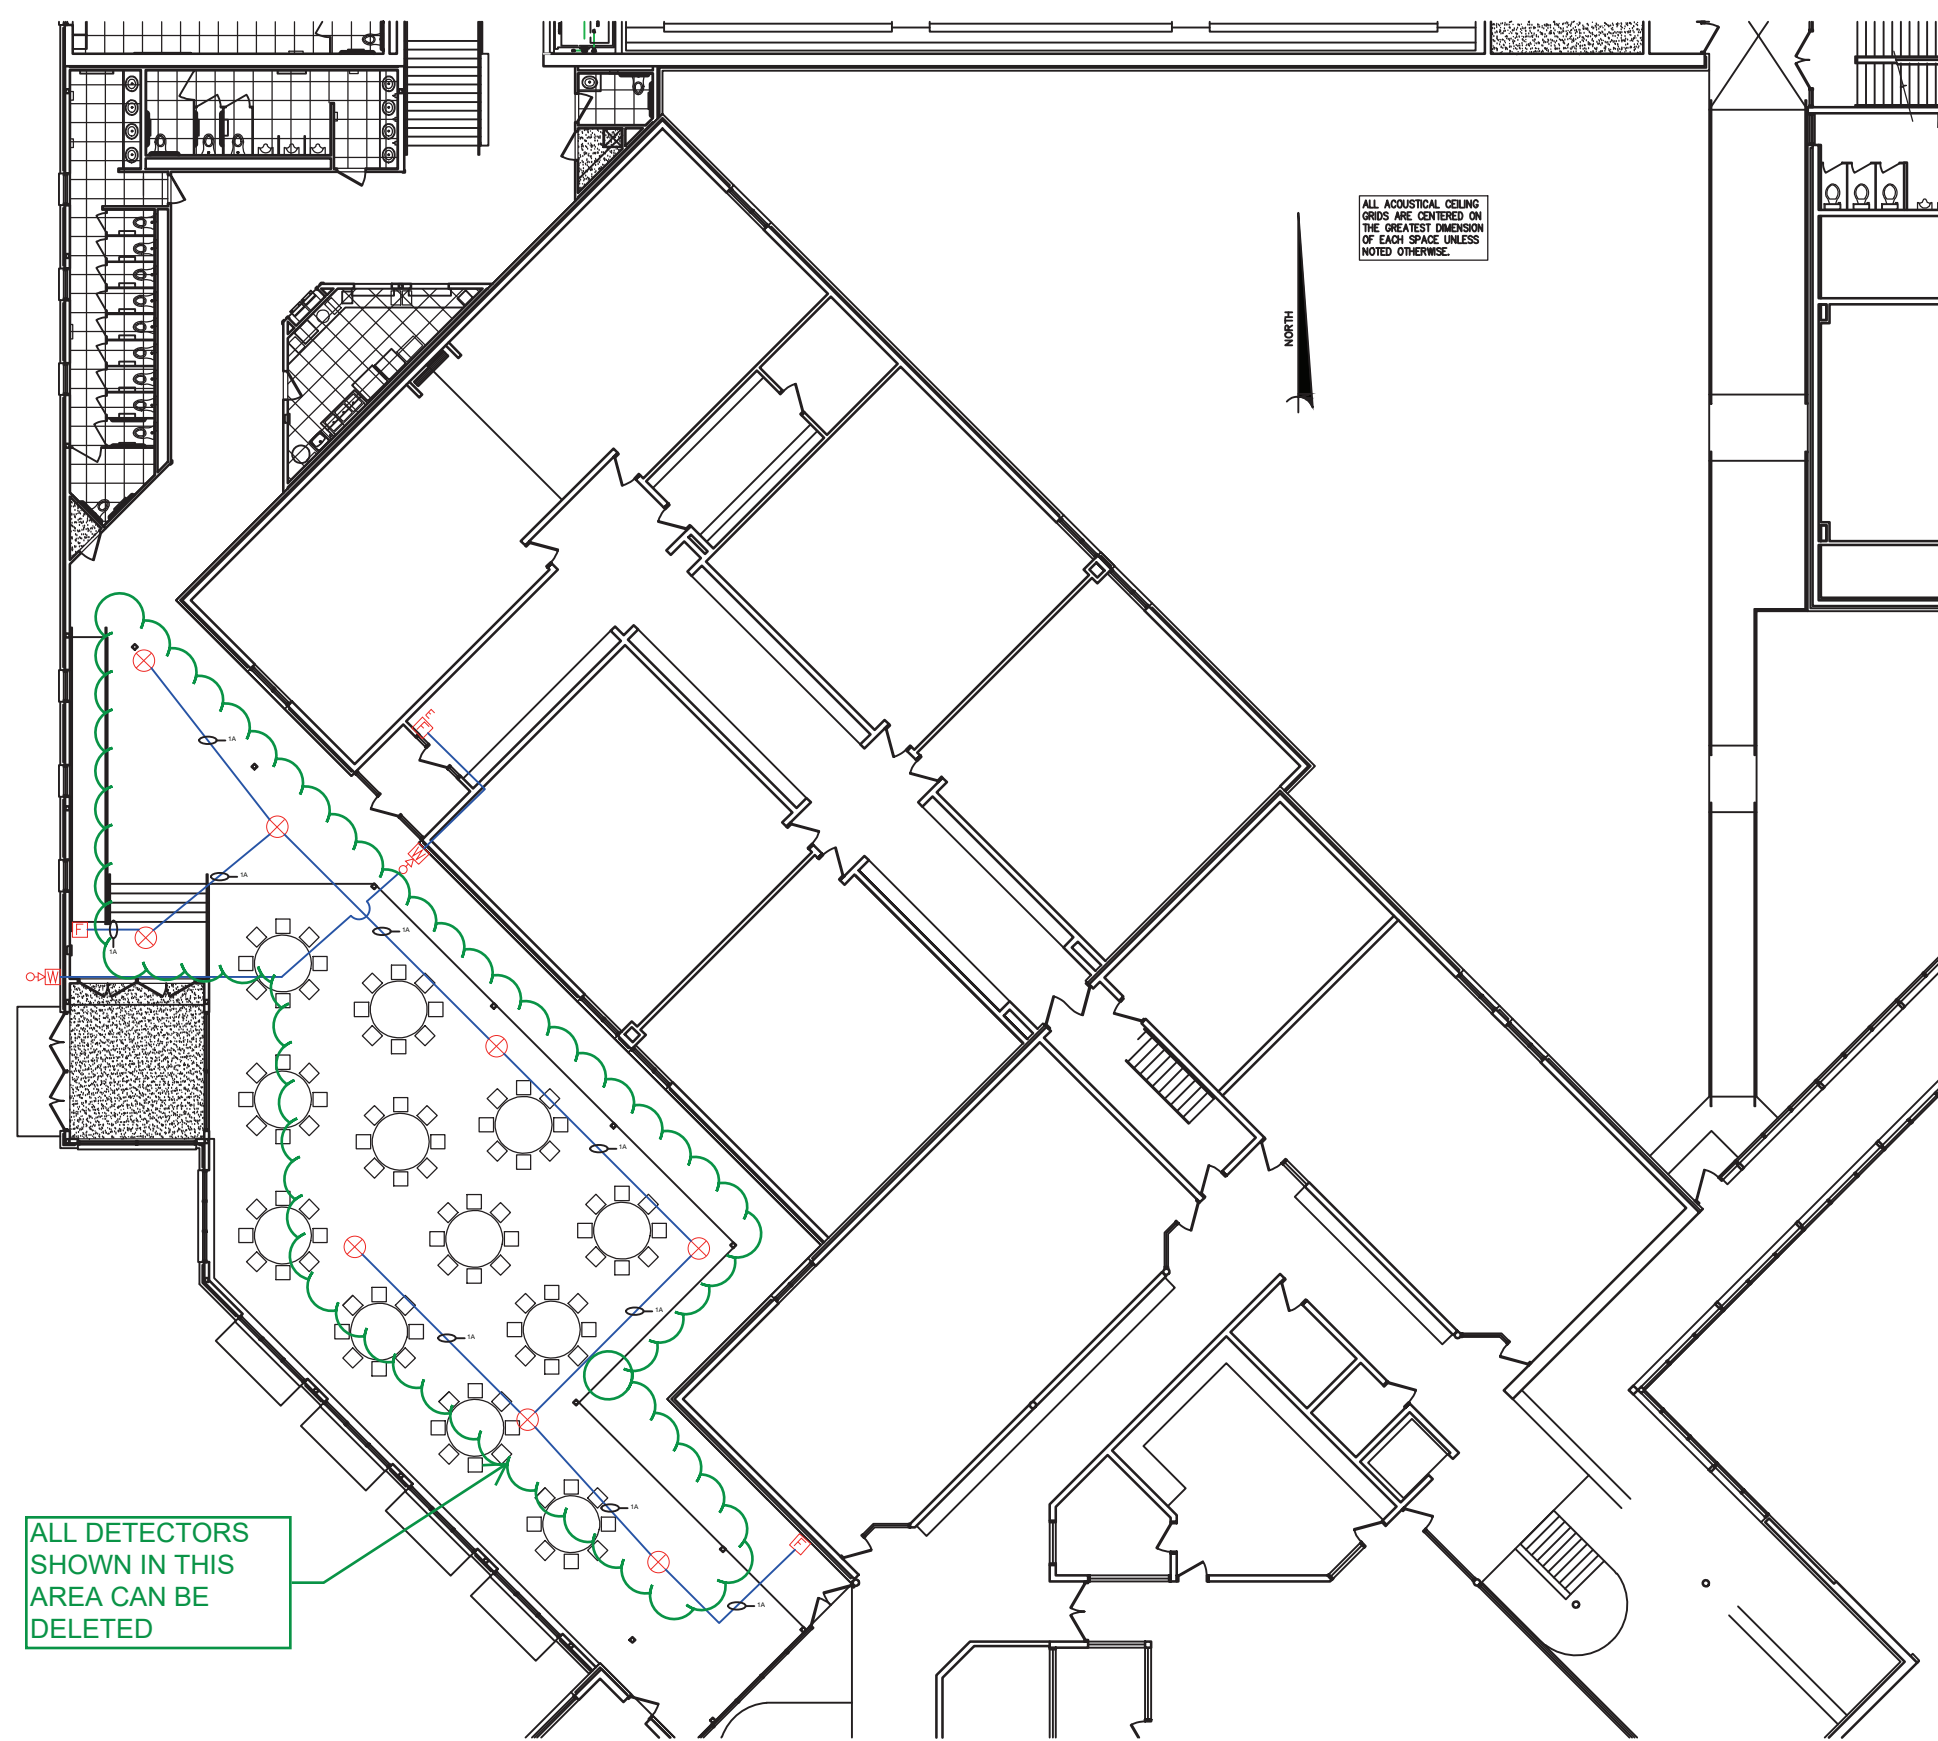 ALL ACOUSTICAL CEILING
GRIDS ARE CENTERED ON
THE GREATEST DIMENSION
OF EACH SPACE UNLESS
NOTED OTHERWISE.
NORTH
F E
1A
W
1A
F
1A
1A
W
1A
1A
1A
1A
F
1A
ALL DETECTORS
SHOWN IN THIS
AREA CAN BE
DELETED